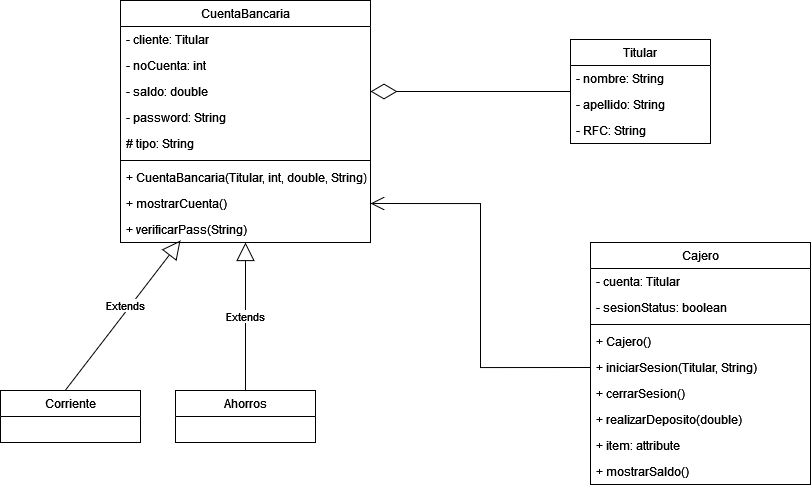 CuentaBancaria
- cliente: Titular
- noCuenta: int
- saldo: double
- password: String
# tipo: String
+ CuentaBancaria(Titular, int, double, String)
+ mostrarCuenta()
+ verificarPass(String)
Titular
- nombre: String
- apellido: String
- RFC: String
Cajero
- cuenta: Titular
- sesionStatus: boolean
+ Cajero()
+ iniciarSesion(Titular, String)
+ cerrarSesion()
+ realizarDeposito(double)
+ item: attribute
+ mostrarSaldo()
Extends
Extends
Corriente
Ahorros